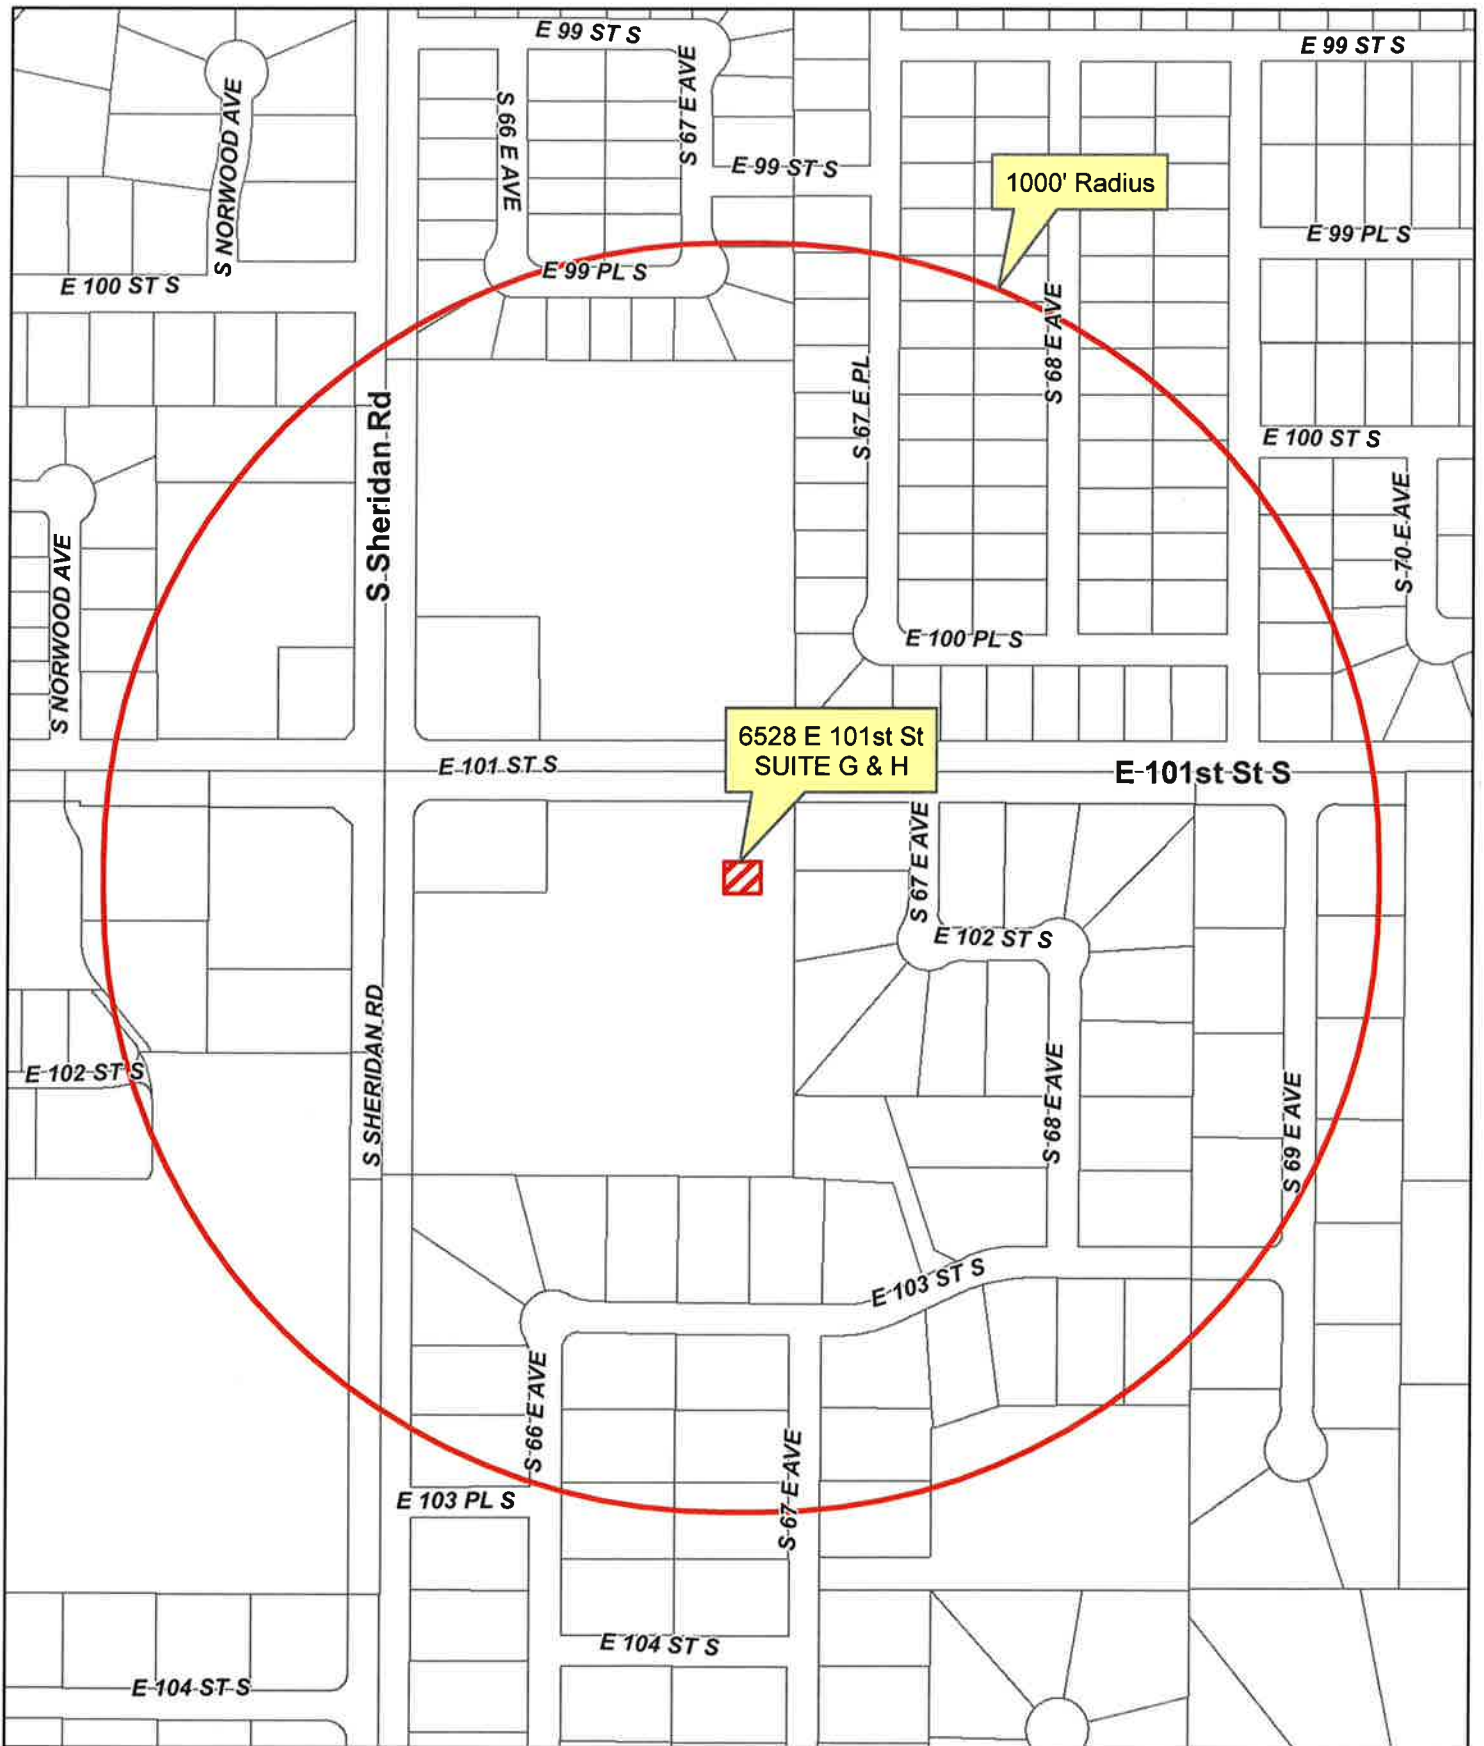 E 99 ST S
E 99 ST S
S 67 E AVE
S NORWOOD AVE
S 66 E AVE
E 99 ST S
1000' Radius
E 99 PL S
E 99 PL S
E 100 ST S
S 68 E AVE
S 67 E PL
S Sheridan Rd
E 100 ST S
S 70 E AVE
S NORWOOD AVE
E 100 PL S
6528 E 101st St
SUITE G & H
E 101 ST S
E 101st St S
S 67 E AVE
E 102 ST S
S SHERIDAN RD
E 102 ST S
S 68 E AVE
S 69 E AVE
E 103 ST S
S 66 E AVE
S 67 E AVE
E 103 PL S
E 104 ST S
E 104 ST S